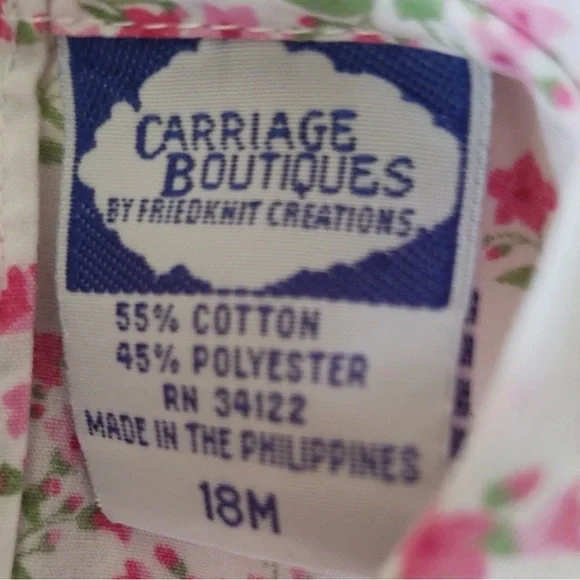 CARRIAGE
BOUTIQUES
BY FRIEDKNIT CREATIONS.
55% COTTON
45% POLYESTER
RN 34122
MADE IN THE PHILIPPINES
18M